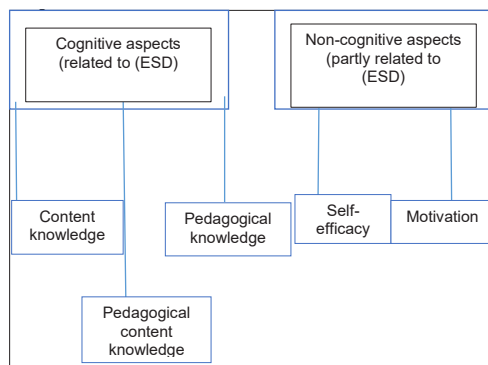 Cognitive aspects
(related to (ESD)
Non-cognitive aspects
(partly related to
(ESD)
Content
knowledge
Pedagogical
knowledge
Self-
efficacy
Motivation
Pedagogical
content
knowledge